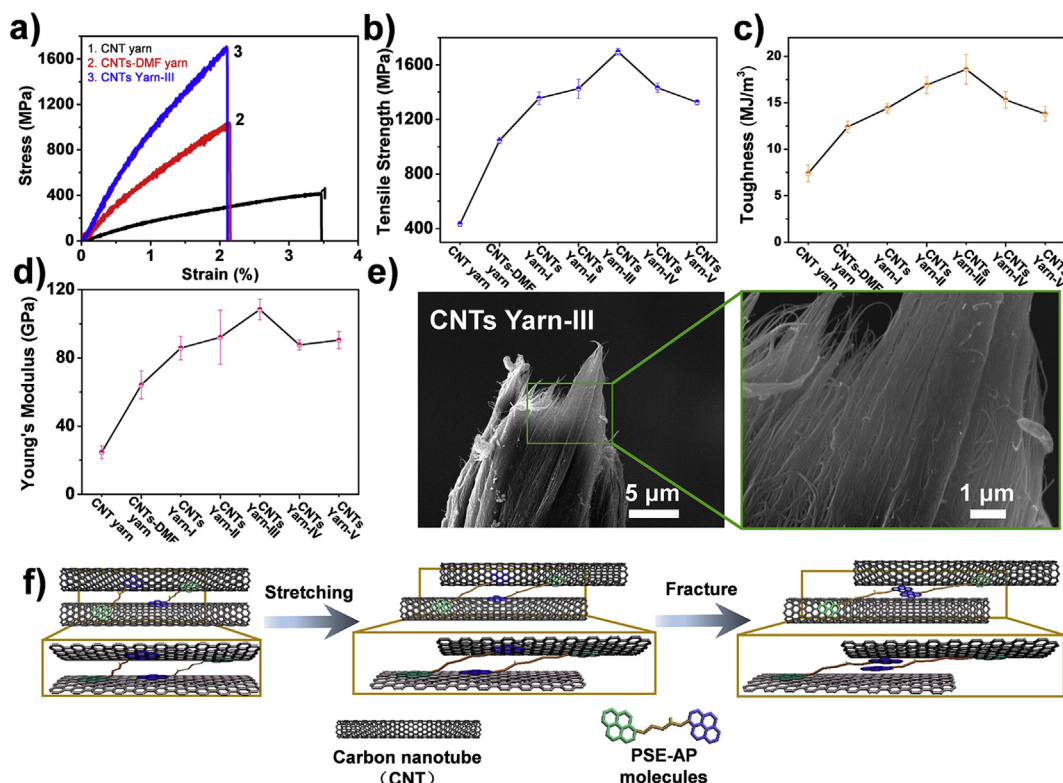 a)
1. CNT yarn
2. CNTs-DMF yarn
3. CNTs Yarn-III
3
2
1
Stress (MPa)
1600
1200
800
400
0
0
1
2
3
4
Strain (%)
b)
Tensile Strength (MPa)
1600
1200
800
400
CNT yarn
CNTs-DMF
yarn
CNTs
Yarn-I
CNTs
Yarn-II
CNTs
Yarn-III
CNTs
Yarn-IV
CNTs
Yarn-V
c)
Toughness (MJ/m³)
20
15
10
5
0
CNT yarn
CNTs-DMF
yarn
CNTs
Yarn-I
CNTs
Yarn-II
CNTs
Yarn-III
CNTs
Yarn-IV
CNTs
Yarn-V
d)
Young's Modulus (GPa)
120
80
40
0
CNT yarn
CNTs-DMF
yarn
CNTs
Yarn-I
CNTs
Yarn-II
CNTs
Yarn-III
CNTs
Yarn-IV
CNTs
Yarn-V
e)
CNTs Yarn-III
5 μm
1 μm
f)
Stretching
Fracture
Carbon nanotube
（CNT）
PSE-AP
molecules